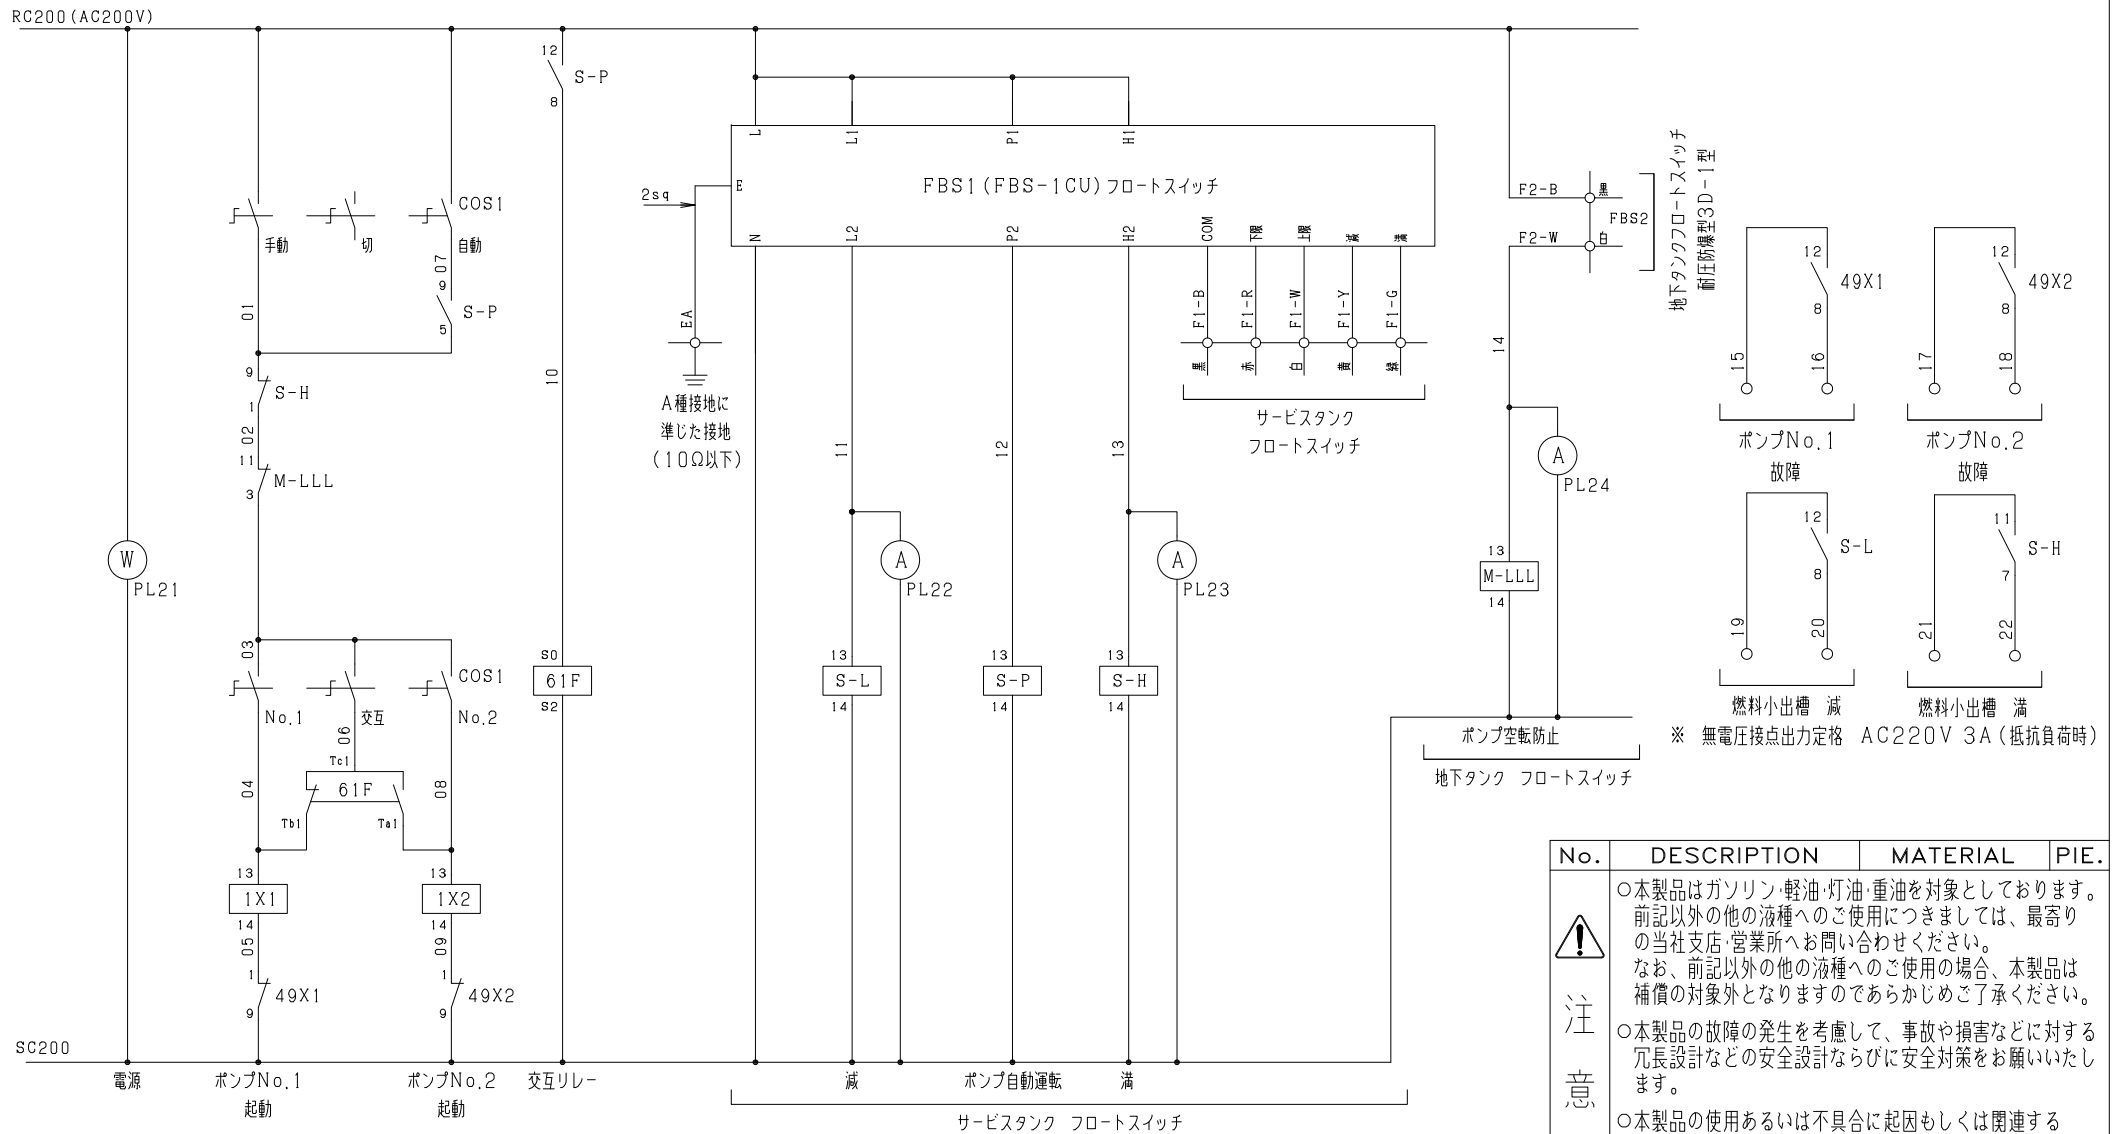 RC200(AC200V)
12
S-P
8
L
L1
P1
H1
E
FBS1(FBS-1CU)フロートスイッチ
N
L2
P2
H2
COM
下限
上限
減
満
2sq
EA
A種接地に
準じた接地
(10Ω以下)
F1-B
F1-R
F1-W
F1-Y
F1-G
黒
赤
白
黄
緑
サービスタンク
フロートスイッチ
F2-B
黒
FBS2
F2-W
白
地下タンクフロートスイッチ
耐圧防爆型3D-1型
手動
切
COS1
自動
01
07
9
S-P
5
9
S-H
1
02
11
M-LLL
3
10
11
12
13
14
W
PL21
A
PL22
A
PL23
A
PL24
13
M-LLL
14
03
COS1
No.1
交互
No.2
06
Tc1
61F
Tb1
Ta1
04
08
S0
61F
S2
13
S-L
14
13
S-P
14
13
S-H
14
13
1X1
14
05
1
49X1
9
13
1X2
14
09
1
49X2
9
SC200
電源
ポンプNo.1
起動
ポンプNo.2
起動
交互リレー
減
ポンプ自動運転
満
サービスタンク フロートスイッチ
ポンプ空転防止
地下タンク フロートスイッチ
12
49X1
8
15
16
ポンプNo.1
故障
12
49X2
8
17
18
ポンプNo.2
故障
12
S-L
8
19
20
燃料小出槽 減
11
S-H
7
21
22
燃料小出槽 満
※ 無電圧接点出力定格 AC220V 3A(抵抗負荷時)
No. DESCRIPTION MATERIAL PIE.
注意
○本製品はガソリン・軽油・灯油・重油を対象としております。
前記以外の他の液種へのご使用につきましては、最寄り
の当社支店・営業所へお問い合わせください。
なお、前記以外の他の液種へのご使用の場合、本製品は
補償の対象外となりますのであらかじめご了承ください。
○本製品の故障の発生を考慮して、事故や損害などに対する
冗長設計などの安全設計ならびに安全対策をお願いいたし
ます。
○本製品の使用あるいは不具合に起因もしくは関連する